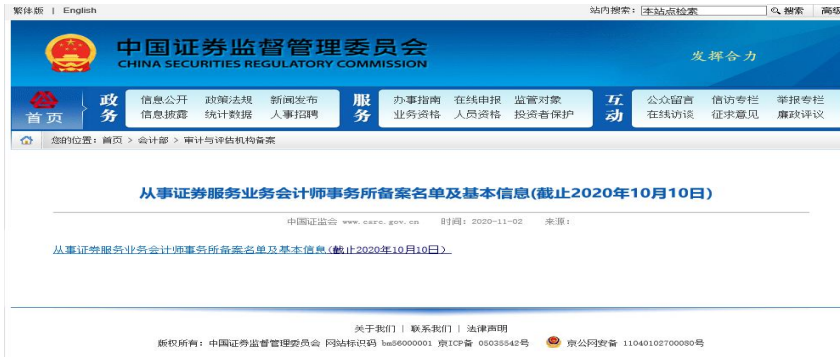 繁体版 | English 站内搜索: 本站点检索 搜索 高级
中国证券监督管理委员会
CHINA SECURITIES REGULATORY COMMISSION
发挥合力
首页 政务 信息公开 政策法规 新闻发布 服务 办事指南 在线申报 监管对象 互动 公众留言 信访专栏 举报专栏
信息披露 统计数据 人事招聘 业务资格 人员资格 投资者保护 在线访谈 征求意见 廉政评议
您的位置: 首页 > 会计部 > 审计与评估机构备案
从事证券服务业务会计师事务所备案名单及基本信息(截止2020年10月10日)
中国证监会 www.csrc.gov.cn 时间: 2020-11-02 来源:
从事证券服务业务会计师事务所备案名单及基本信息(截止2020年10月10日)
关于我们 | 联系我们 | 法律声明
版权所有: 中国证券监督管理委员会 网站标识码 bm56000001 京ICP备 05035542号 京公网安备 11040102700080号